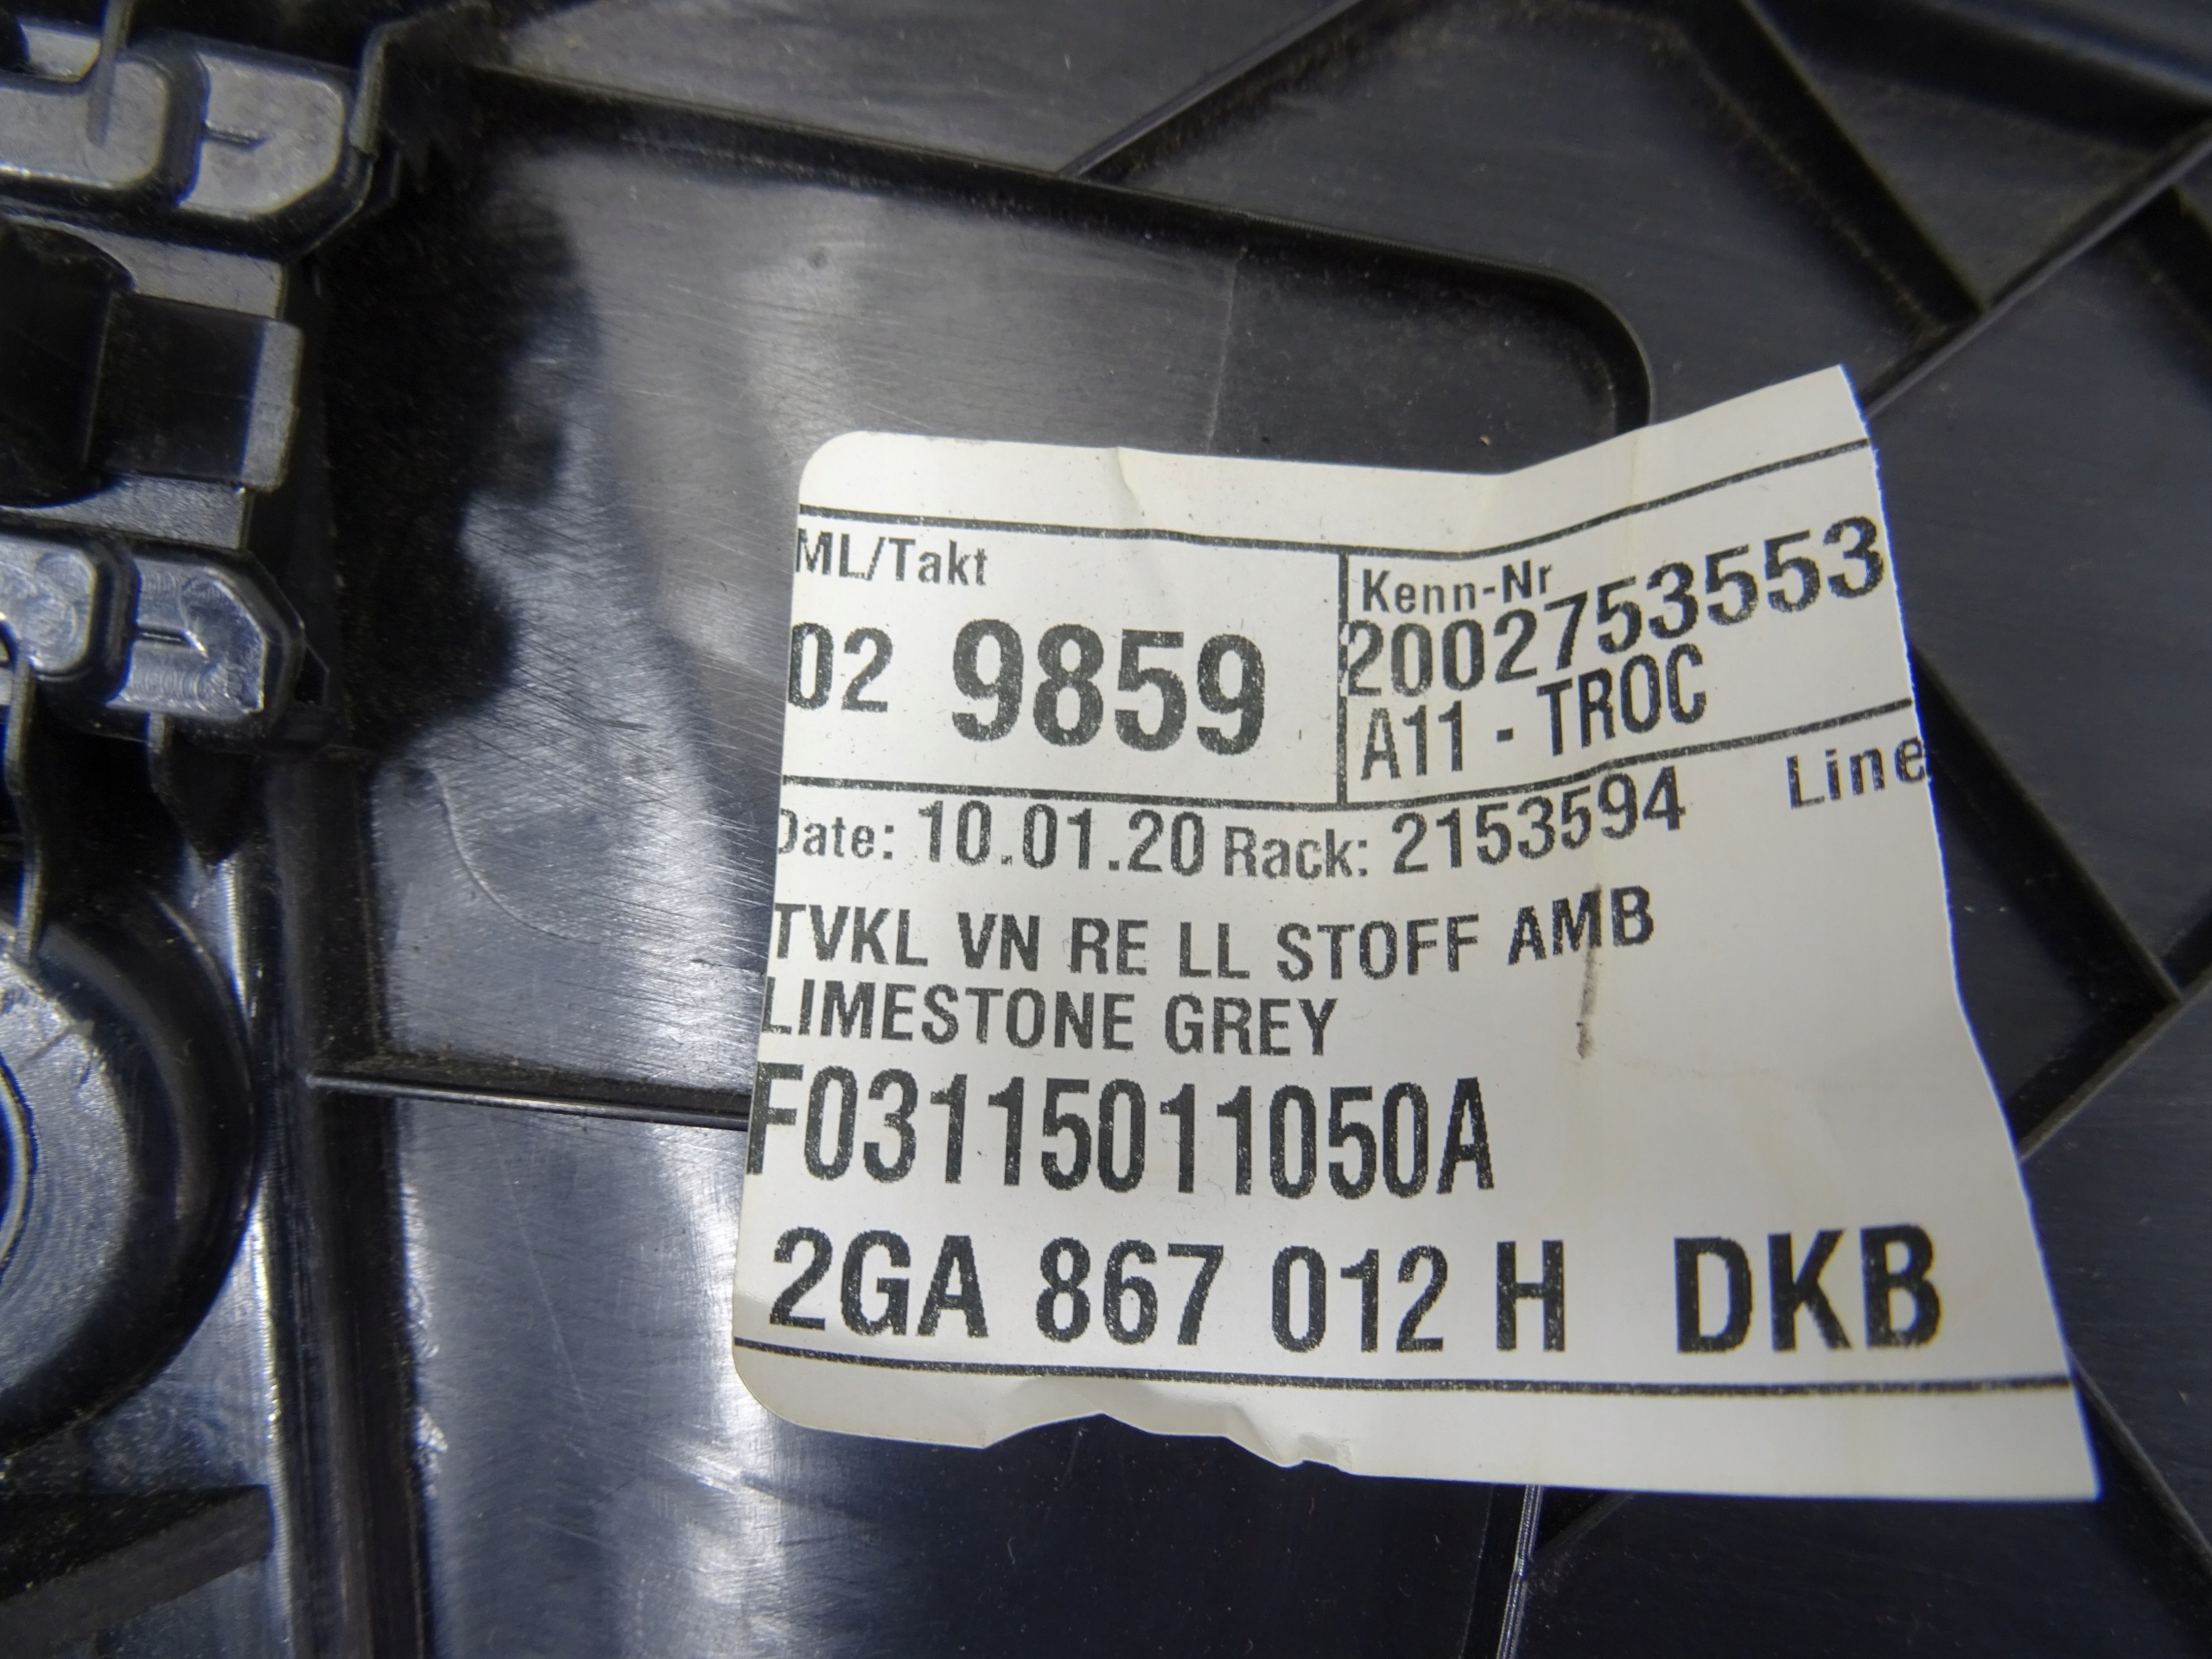 ML/Takt
02 9859
Kenn-Nr
2002753553
A11 - TROC
Date: 10.01.20 Rack: 2153594 Line
TVKL VN RE LL STOFF AMB
LIMESTONE GREY
F03115011050A
2GA 867 012 H DKB